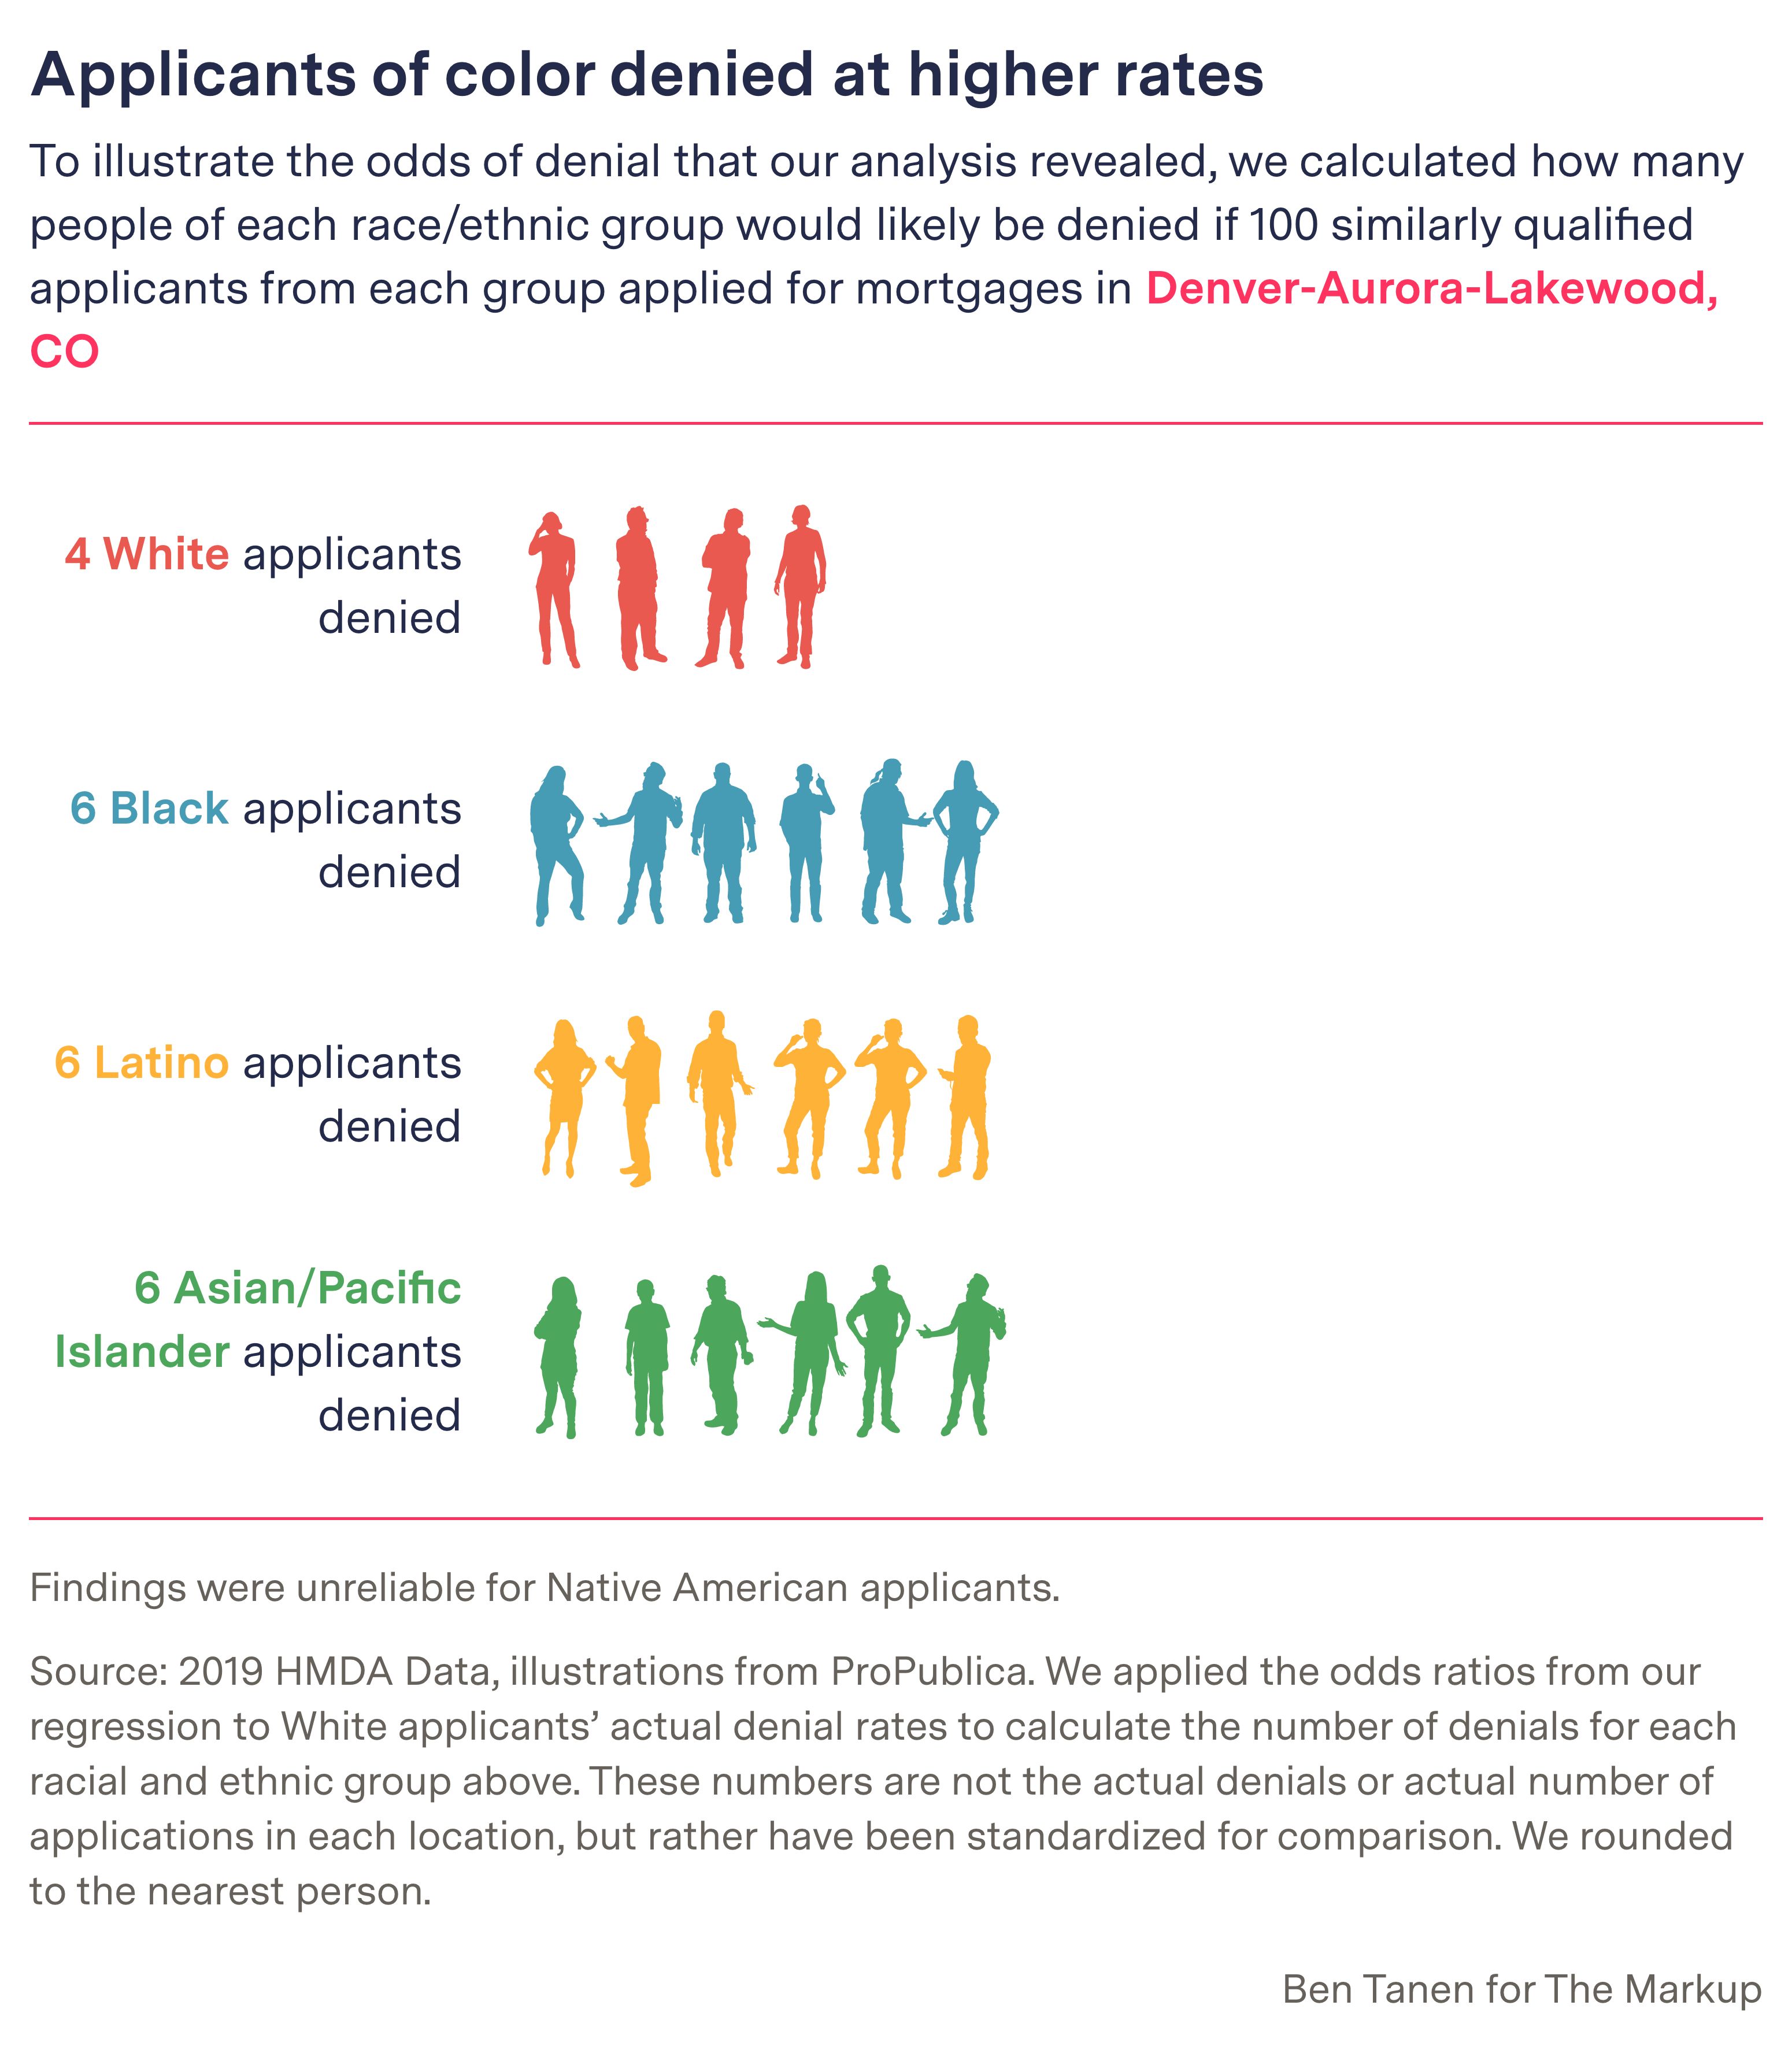 Applicants of color denied at higher rates
To illustrate the odds of denial that our analysis revealed, we calculated how many
people of each race/ethnic group would likely be denied if 100 similarly qualified
applicants from each group applied for mortgages in Denver-Aurora-Lakewood,
CO
4 White applicants
denied
6 Black applicants
denied
6 Latino applicants
denied
6 Asian/Pacific
Islander applicants
denied
Findings were unreliable for Native American applicants.
Source: 2019 HMDA Data, illustrations from ProPublica. We applied the odds ratios from our
regression to White applicants’ actual denial rates to calculate the number of denials for each
racial and ethnic group above. These numbers are not the actual denials or actual number of
applications in each location, but rather have been standardized for comparison. We rounded
to the nearest person.
Ben Tanen for The Markup